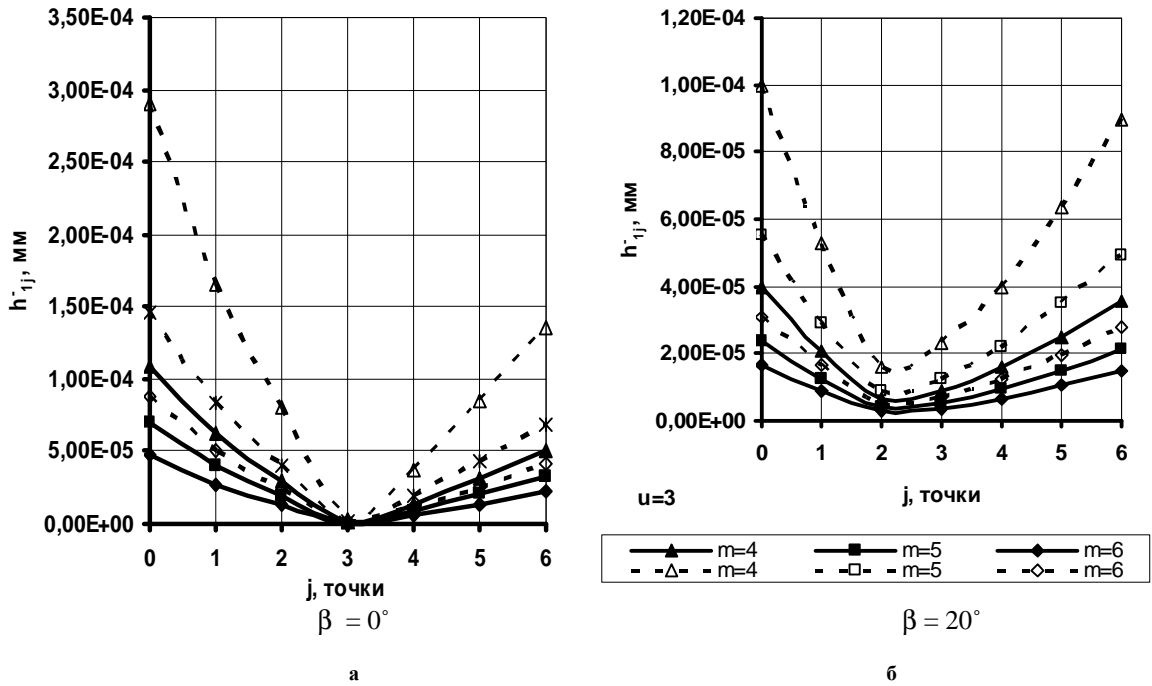 3,50E-04
3,00E-04
2,50E-04
2,00E-04
1,50E-04
1,00E-04
5,00E-05
0,00E+00
h⁻1j, мм
0 1 2 3 4 5 6
j, точки
β = 0°
а
1,20E-04
1,00E-04
8,00E-05
6,00E-05
4,00E-05
2,00E-05
0,00E+00
h⁻1j, мм
0 1 2 3 4 5 6
j, точки
u=3
m=4 m=5 m=6
m=4 m=5 m=6
β = 20°
б